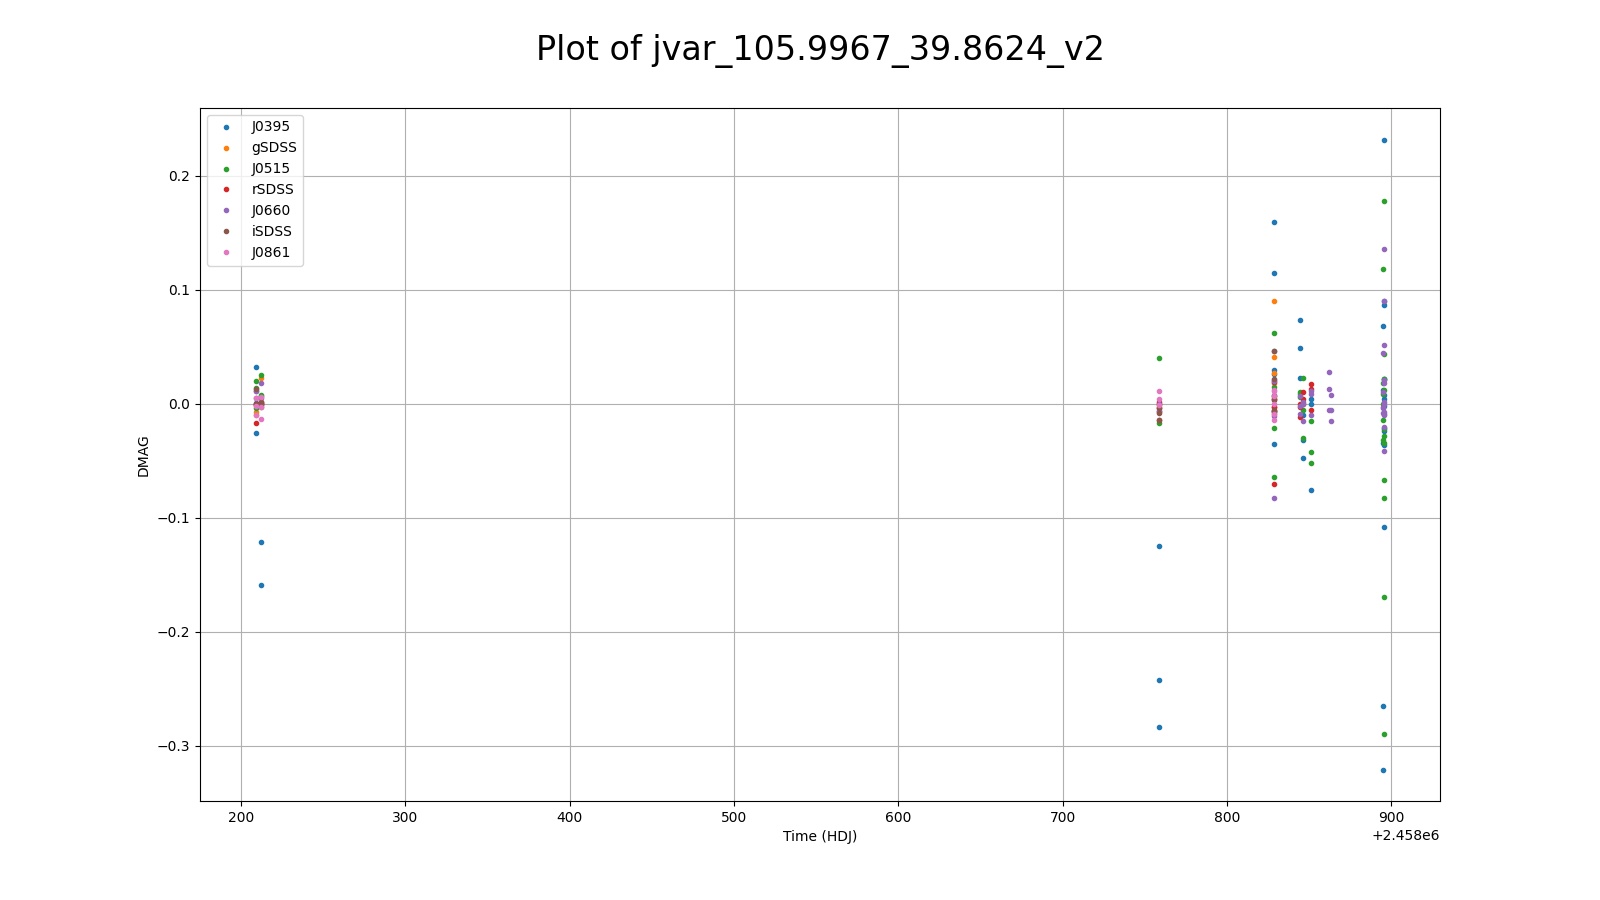 Plot of jvar_105.9967_39.8624_v2
J0395
gSDSS
J0515
rSDSS
J0660
iSDSS
J0861
0.2
0.1
0.0
−0.1
−0.2
−0.3
DMAG
200 300 400 500 600 700 800 900
Time (HDJ)
+2.458e6